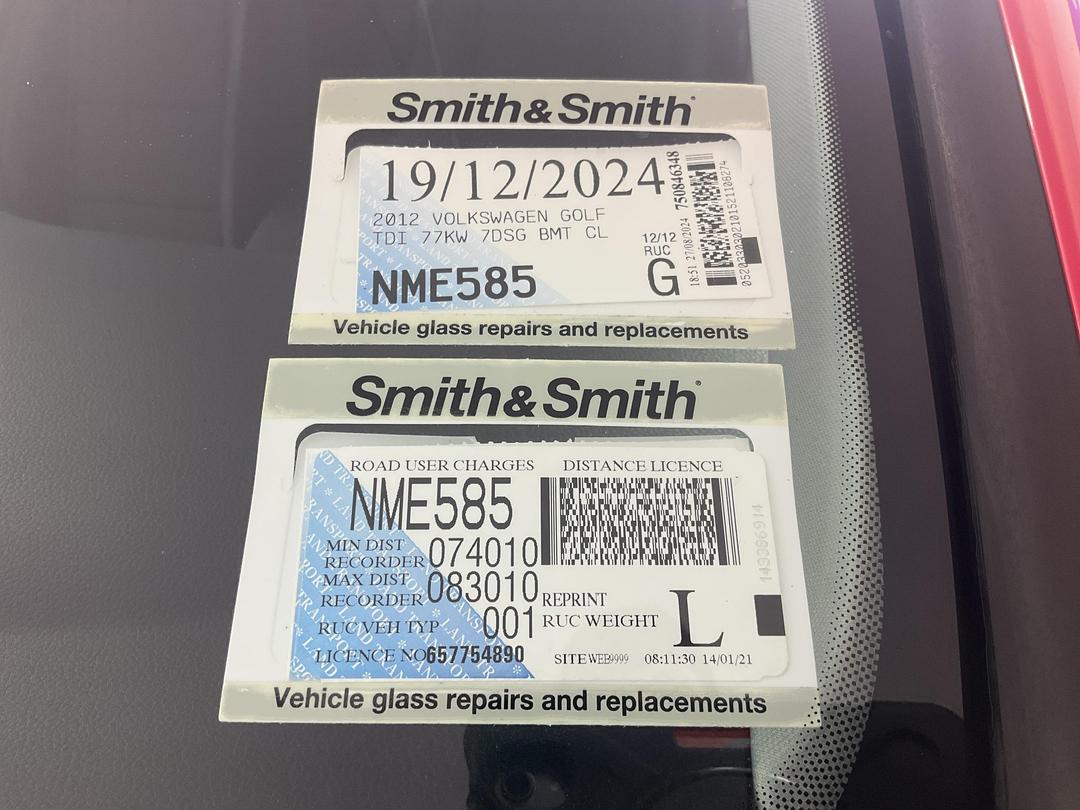 Smith&Smith
19/12/2024
2012 VOLKSWAGEN GOLF
TDI 77KW 7DSG BMT CL
12/12
RUC
G
NME585
18:51 27/08/2024 750846348
Vehicle glass repairs and replacements
Smith&Smith
ROAD USER CHARGES DISTANCE LICENCE
NME585
MIN DIST
RECORDER 074010
MAX DIST
RECORDER 083010
RUC VEH TYP 001
LICENCE NO 657754890
REPRINT
RUC WEIGHT L
SITE WEB9999 08:11:30 14/01/21
143386914
Vehicle glass repairs and replacements